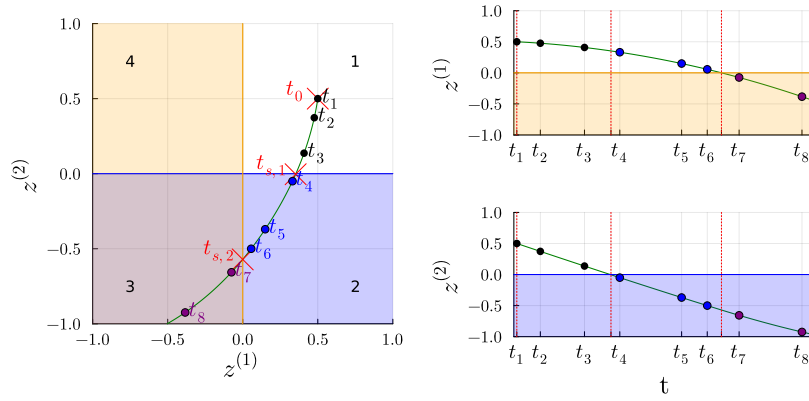 1.0
0.5
0.0
−0.5
−1.0
z^(2)
4
1
3
2
t_0
t_1
t_2
t_3
t_s,1
t_4
t_5
t_6
t_s,2
t_7
t_8
−1.0 −0.5 0.0 0.5 1.0
z^(1)
1.0
0.5
0.0
−0.5
−1.0
z^(1)
t_1 t_2 t_3 t_4 t_5 t_6 t_7 t_8
1.0
0.5
0.0
−0.5
−1.0
z^(2)
t_1 t_2 t_3 t_4 t_5 t_6 t_7 t_8
t